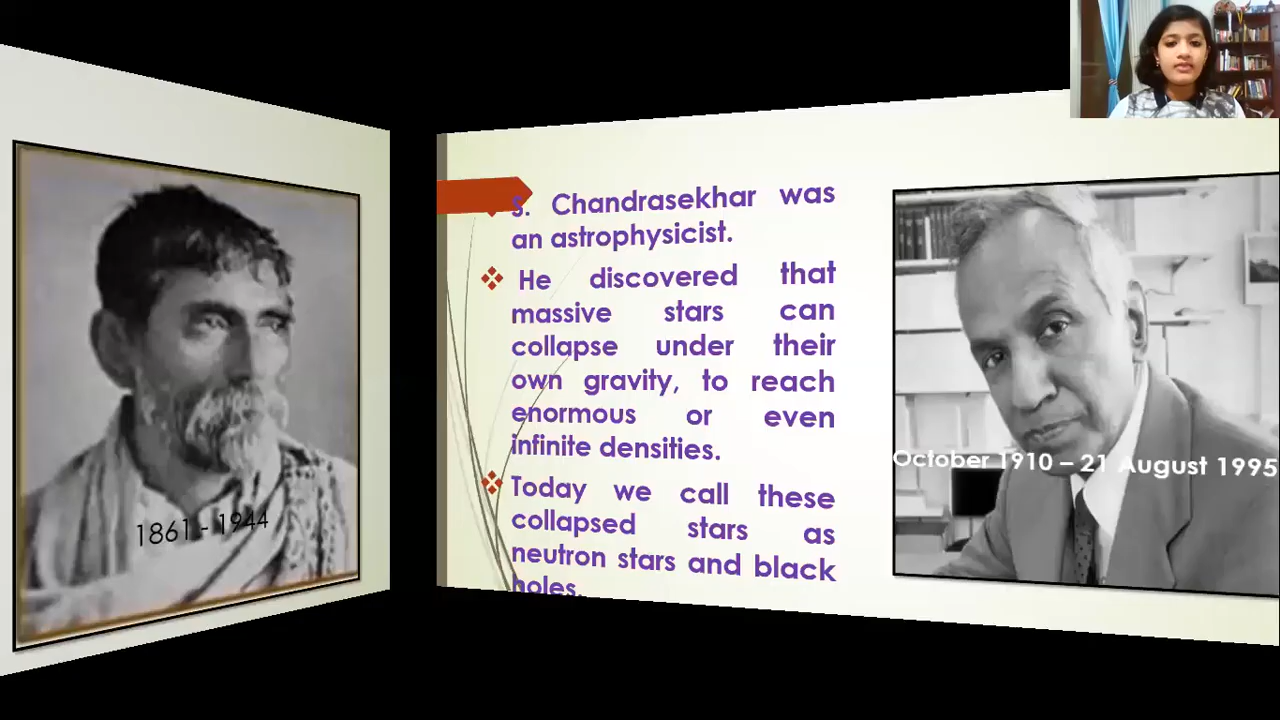 1861 - 1944
S. Chandrasekhar was
an astrophysicist.
He discovered that
massive stars can
collapse under their
own gravity, to reach
enormous or even
infinite densities.
Today we call these
collapsed stars as
neutron stars and black
holes.
October 1910 – 21 August 1995